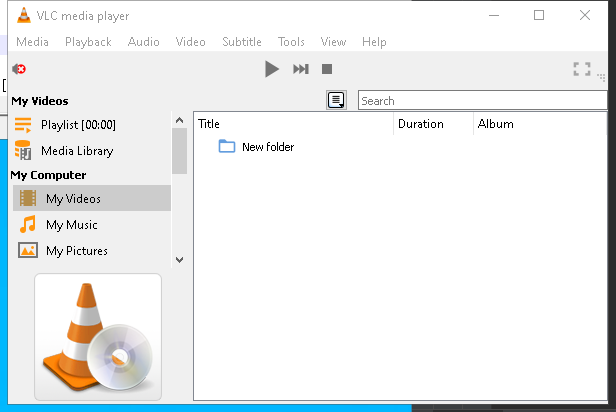 VLC media player
Media Playback Audio Video Subtitle Tools View Help
My Videos
Search
Playlist [00:00]
Media Library
My Computer
My Videos
My Music
My Pictures
Title Duration Album
New folder